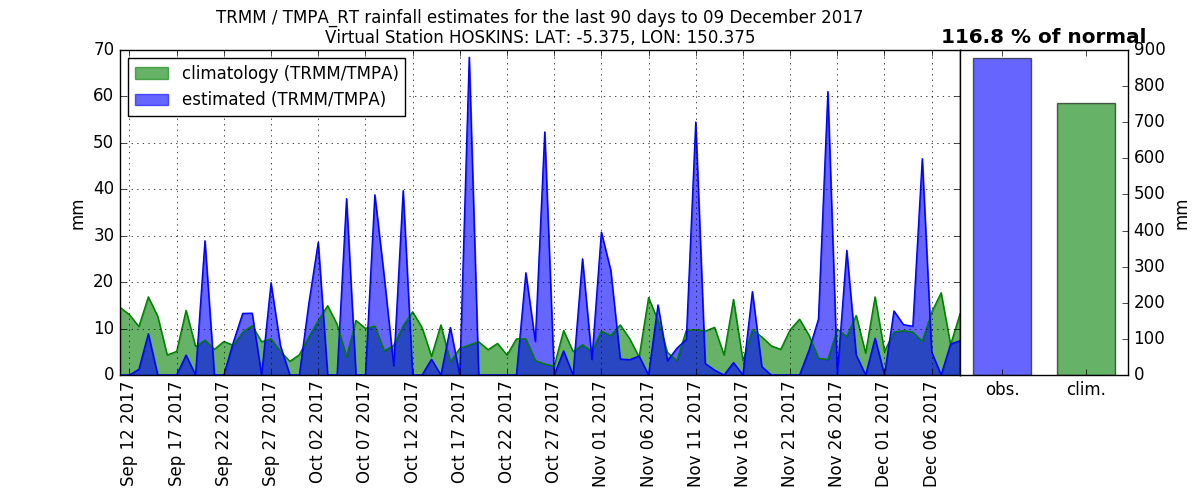 TRMM / TMPA_RT rainfall estimates for the last 90 days to 09 December 2017
Virtual Station HOSKINS: LAT: -5.375, LON: 150.375
116.8 % of normal
climatology (TRMM/TMPA)
estimated (TRMM/TMPA)
70
60
50
40
30
20
10
0
mm
900
800
700
600
500
400
300
200
100
0
mm
Sep 12 2017
Sep 17 2017
Sep 22 2017
Sep 27 2017
Oct 02 2017
Oct 07 2017
Oct 12 2017
Oct 17 2017
Oct 22 2017
Oct 27 2017
Nov 01 2017
Nov 06 2017
Nov 11 2017
Nov 16 2017
Nov 21 2017
Nov 26 2017
Dec 01 2017
Dec 06 2017
obs.
clim.